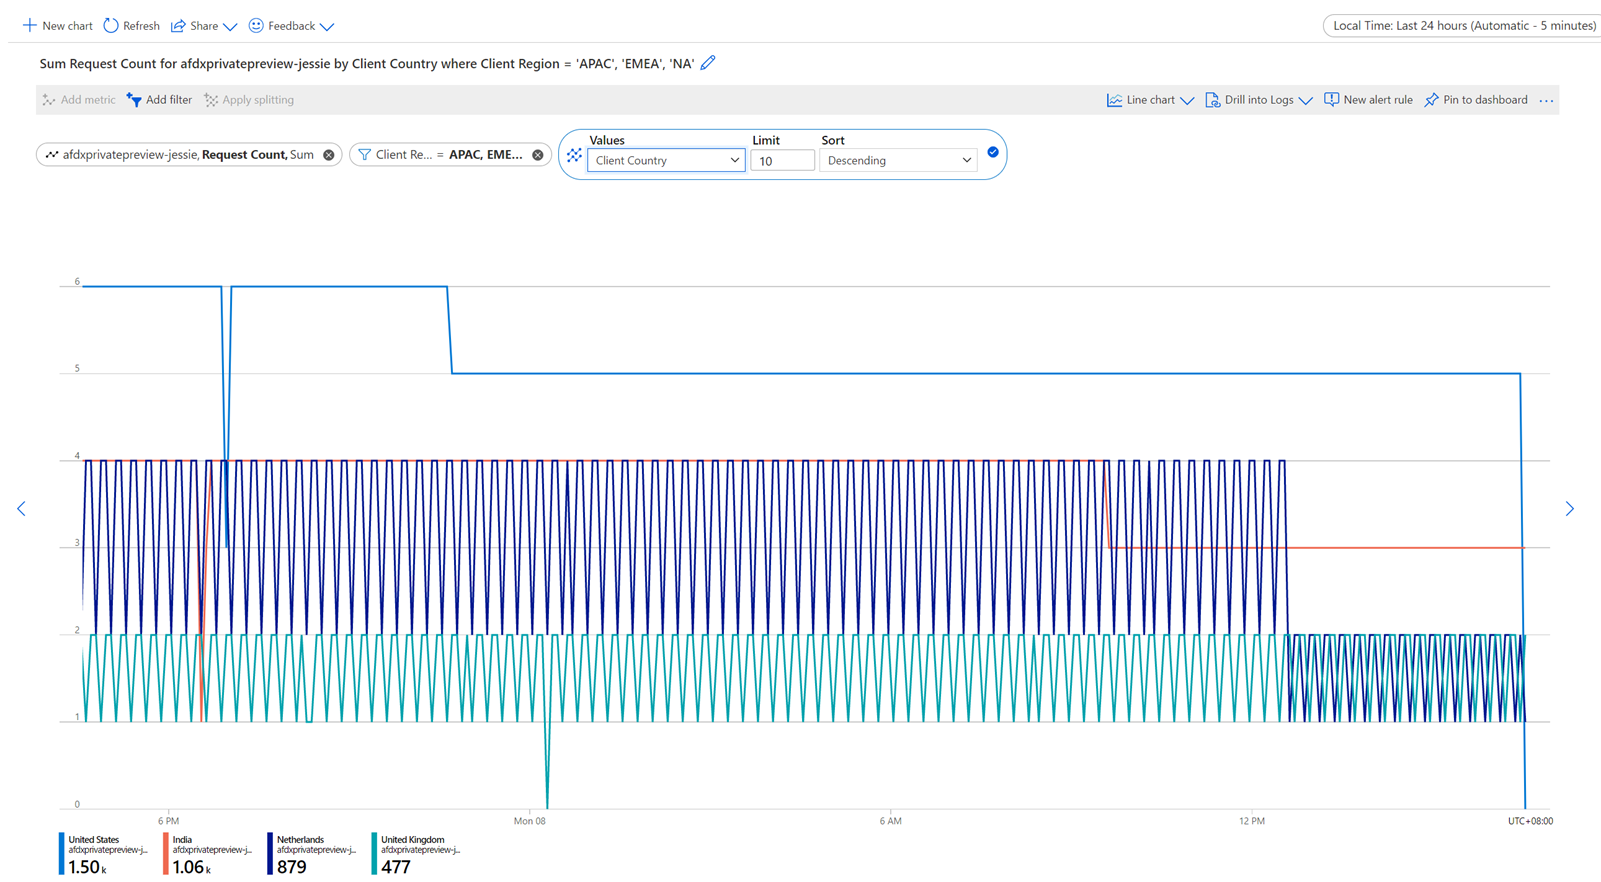 New chart Refresh Share Feedback Local Time: Last 24 hours (Automatic - 5 minutes)
Sum Request Count for afdxprivatepreview-jessie by Client Country where Client Region = 'APAC', 'EMEA', 'NA'
Add metric Add filter Apply splitting Line chart Drill into Logs New alert rule Pin to dashboard ...
Values Limit Sort
afdxprivatepreview-jessie, Request Count, Sum Client Re... = APAC, EME... Client Country 10 Descending
6
5
4
3
2
1
0
6 PM Mon 08 6 AM 12 PM UTC+08:00
United States India Netherlands United Kingdom
afdxprivatepreview-j... afdxprivatepreview-j... afdxprivatepreview-j... afdxprivatepreview-j...
1.50 k 1.06 k 879 477